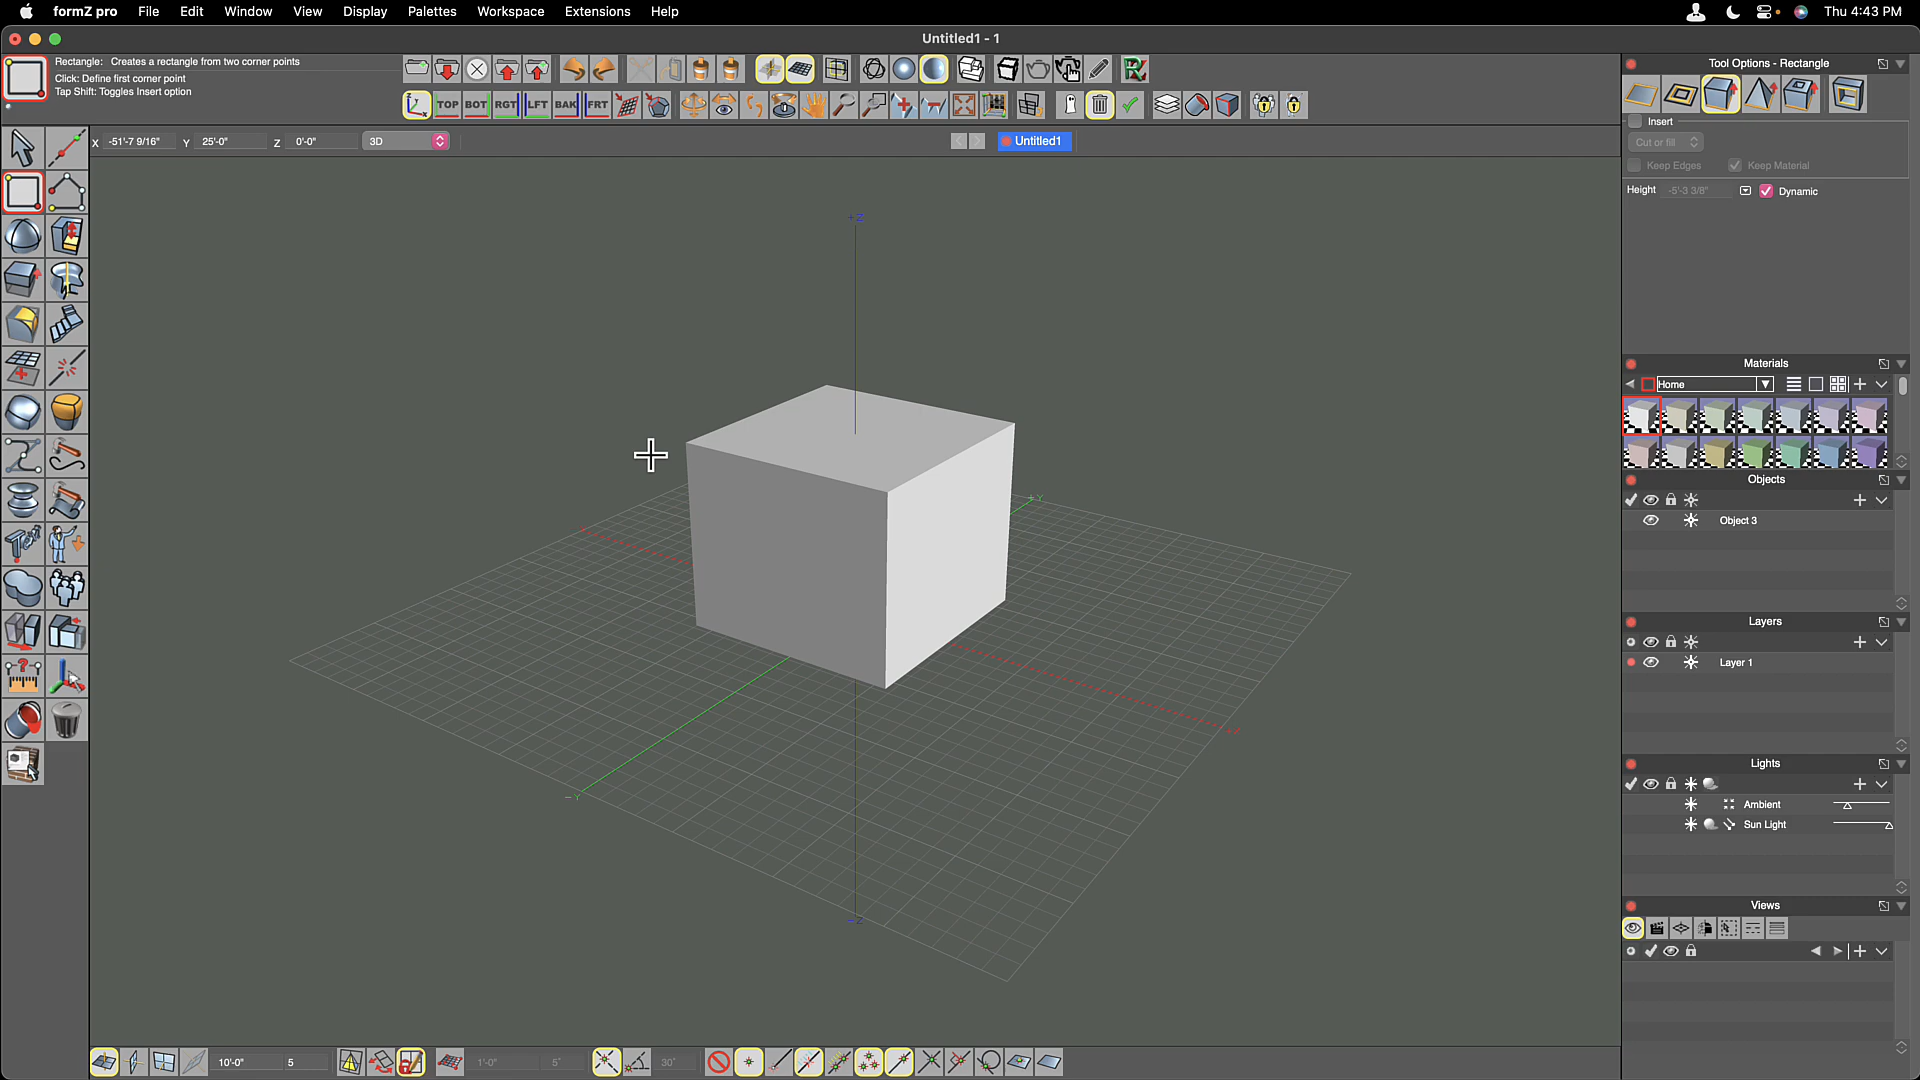 formZ pro File Edit Window View Display Palettes Workspace Extensions Help Thu 4:43 PM
Untitled1 - 1
Rectangle: Creates a rectangle from two corner points
Click: Define first corner point
Tap Shift: Toggles Insert option
TOP BOT RGT LFT BAK FRT
X -51'-7 9/16" Y 25'-0" Z 0'-0" 3D
Untitled1
Tool Options - Rectangle
Insert
Cut or fill
Keep Edges Keep Material
Height -5'-3 3/8" Dynamic
Materials
Home
Objects
Object 3
Layers
Layer 1
Lights
Ambient
Sun Light
Views
+Z
+Y
-Y
-Z
10'-0" 5 1'-0" 5° 30°